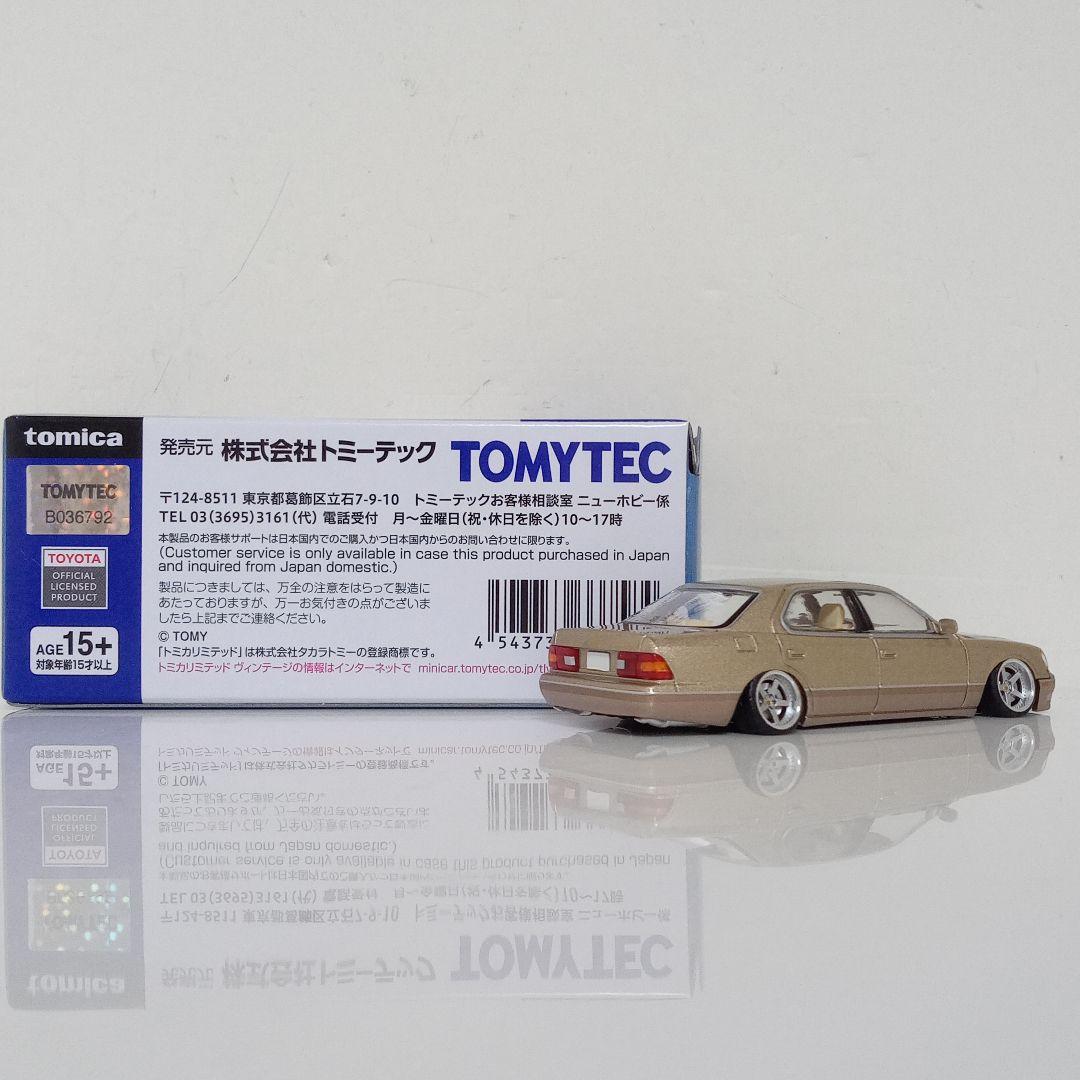 tomica
TOMYTEC
B036792
TOYOTA
OFFICIAL
LICENSED
PRODUCT
AGE 15+
対象年齢15才以上
発売元 株式会社トミーテック TOMYTEC
〒124-8511 東京都葛飾区立石7-9-10 トミーテックお客様相談室 ニューホビー係
TEL 03(3695)3161(代) 電話受付 月〜金曜日(祝・休日を除く)10〜17時
本製品のお客様サポートは日本国内でのご購入かつ日本国内からのお問い合わせに限ります。
(Customer service is only available in case this product purchased in Japan
and inquired from Japan domestic.)
製品につきましては、万全の注意をはらって製造に
あたっておりますが、万一お気付きの点がございま
したら上記までご連絡ください。
© TOMY
「トミカリミテッド」は株式会社タカラトミーの登録商標です。
トミカリミテッド ヴィンテージの情報はインターネットで minicar.tomytec.co.jp/tl
4 54373